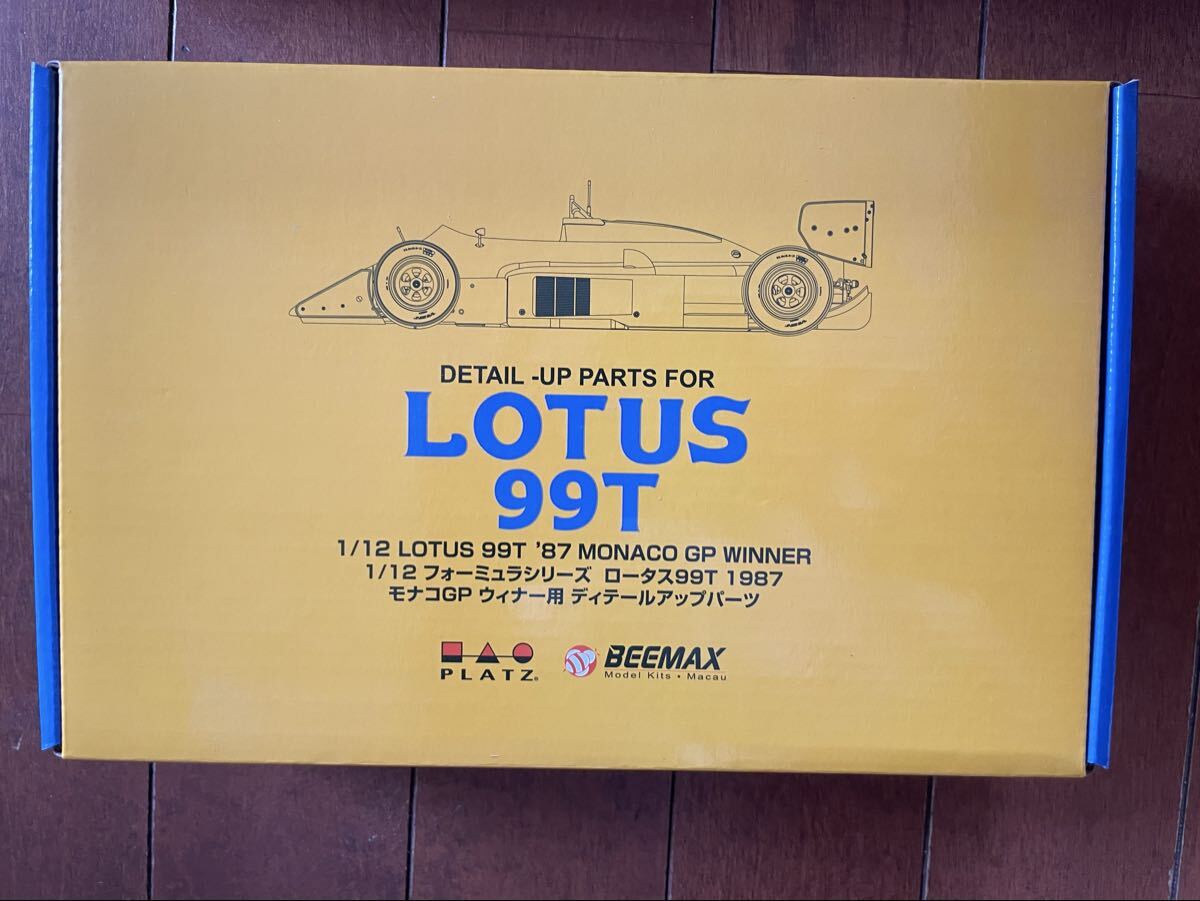 DETAIL -UP PARTS FOR
LOTUS
99T
1/12 LOTUS 99T '87 MONACO GP WINNER
1/12 フォーミュラシリーズ ロータス99T 1987
モナコGP ウィナー用 ディテールアップパーツ
PLATZ®
BEEMAX
Model Kits・Macau